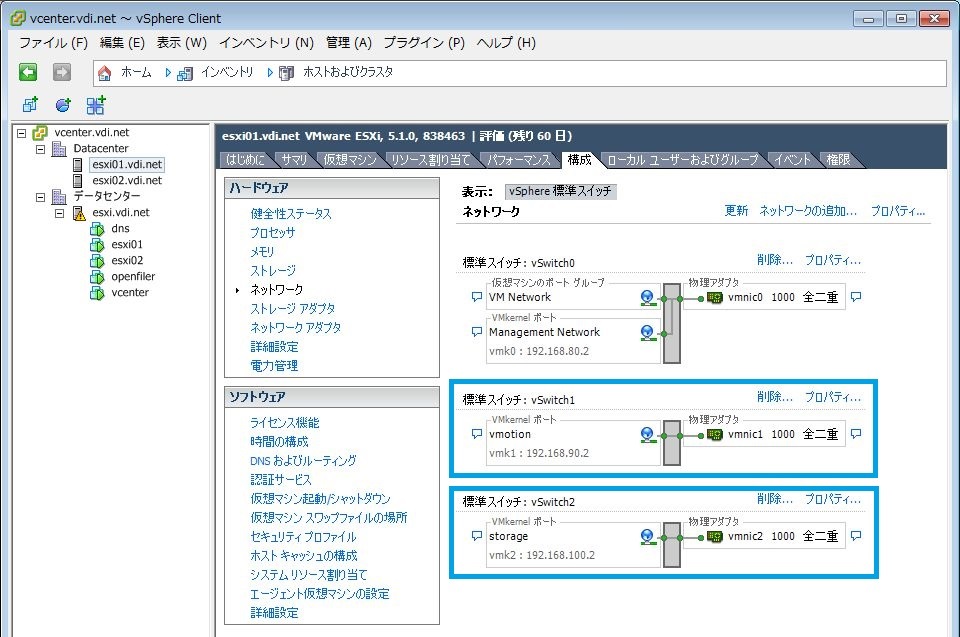 vcenter.vdi.net ～ vSphere Client
ファイル (F) 編集 (E) 表示 (W) インベントリ (N) 管理 (A) プラグイン (P) ヘルプ (H)
ホーム インベントリ ホストおよびクラスタ
vcenter.vdi.net
Datacenter
esxi01.vdi.net
esxi02.vdi.net
データセンター
esxi.vdi.net
dns
esxi01
esxi02
openfiler
vcenter
esxi01.vdi.net VMware ESXi, 5.1.0, 838463 | 評価 (残り 60 日)
はじめに サマリ 仮想マシン リソース割り当て パフォーマンス 構成 ローカル ユーザーおよびグループ イベント 権限
ハードウェア
健全性ステータス
プロセッサ
メモリ
ストレージ
ネットワーク
ストレージ アダプタ
ネットワーク アダプタ
詳細設定
電力管理
ソフトウェア
ライセンス機能
時間の構成
DNS およびルーティング
認証サービス
仮想マシン起動/シャットダウン
仮想マシン スワップファイルの場所
セキュリティ プロファイル
ホスト キャッシュの構成
システム リソース割り当て
エージェント仮想マシンの設定
詳細設定
表示: vSphere 標準スイッチ
ネットワーク 更新 ネットワークの追加... プロパティ...
標準スイッチ: vSwitch0 削除... プロパティ...
仮想マシンのポート グループ 物理アダプタ
VM Network vmnic0 1000 全二重
VMkernel ポート
Management Network
vmk0 : 192.168.80.2
標準スイッチ: vSwitch1 削除... プロパティ...
VMkernel ポート 物理アダプタ
vmotion vmnic1 1000 全二重
vmk1 : 192.168.90.2
標準スイッチ: vSwitch2 削除... プロパティ...
VMkernel ポート 物理アダプタ
storage vmnic2 1000 全二重
vmk2 : 192.168.100.2